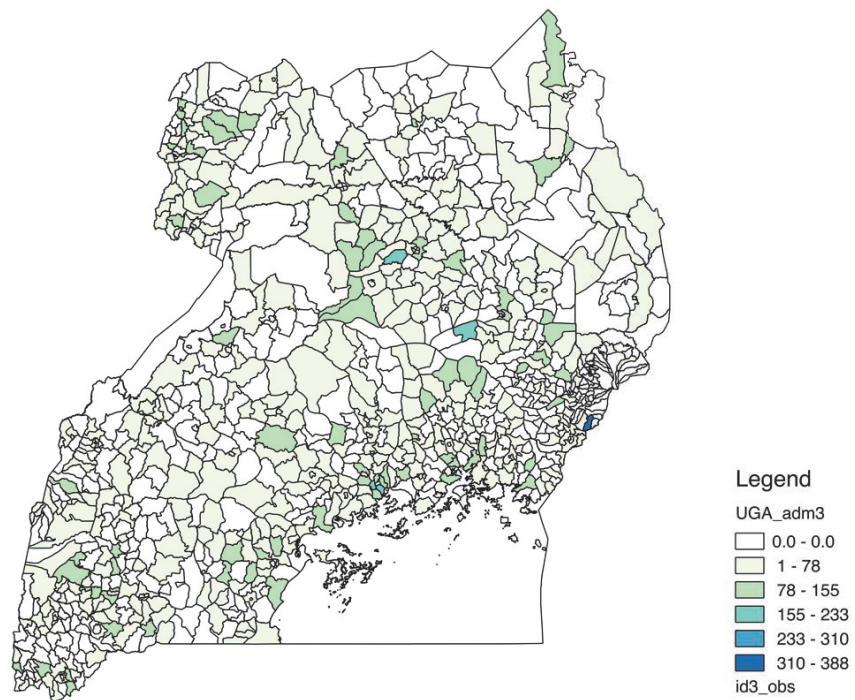 Legend
UGA_adm3
0.0 - 0.0
1 - 78
78 - 155
155 - 233
233 - 310
310 - 388
id3_obs